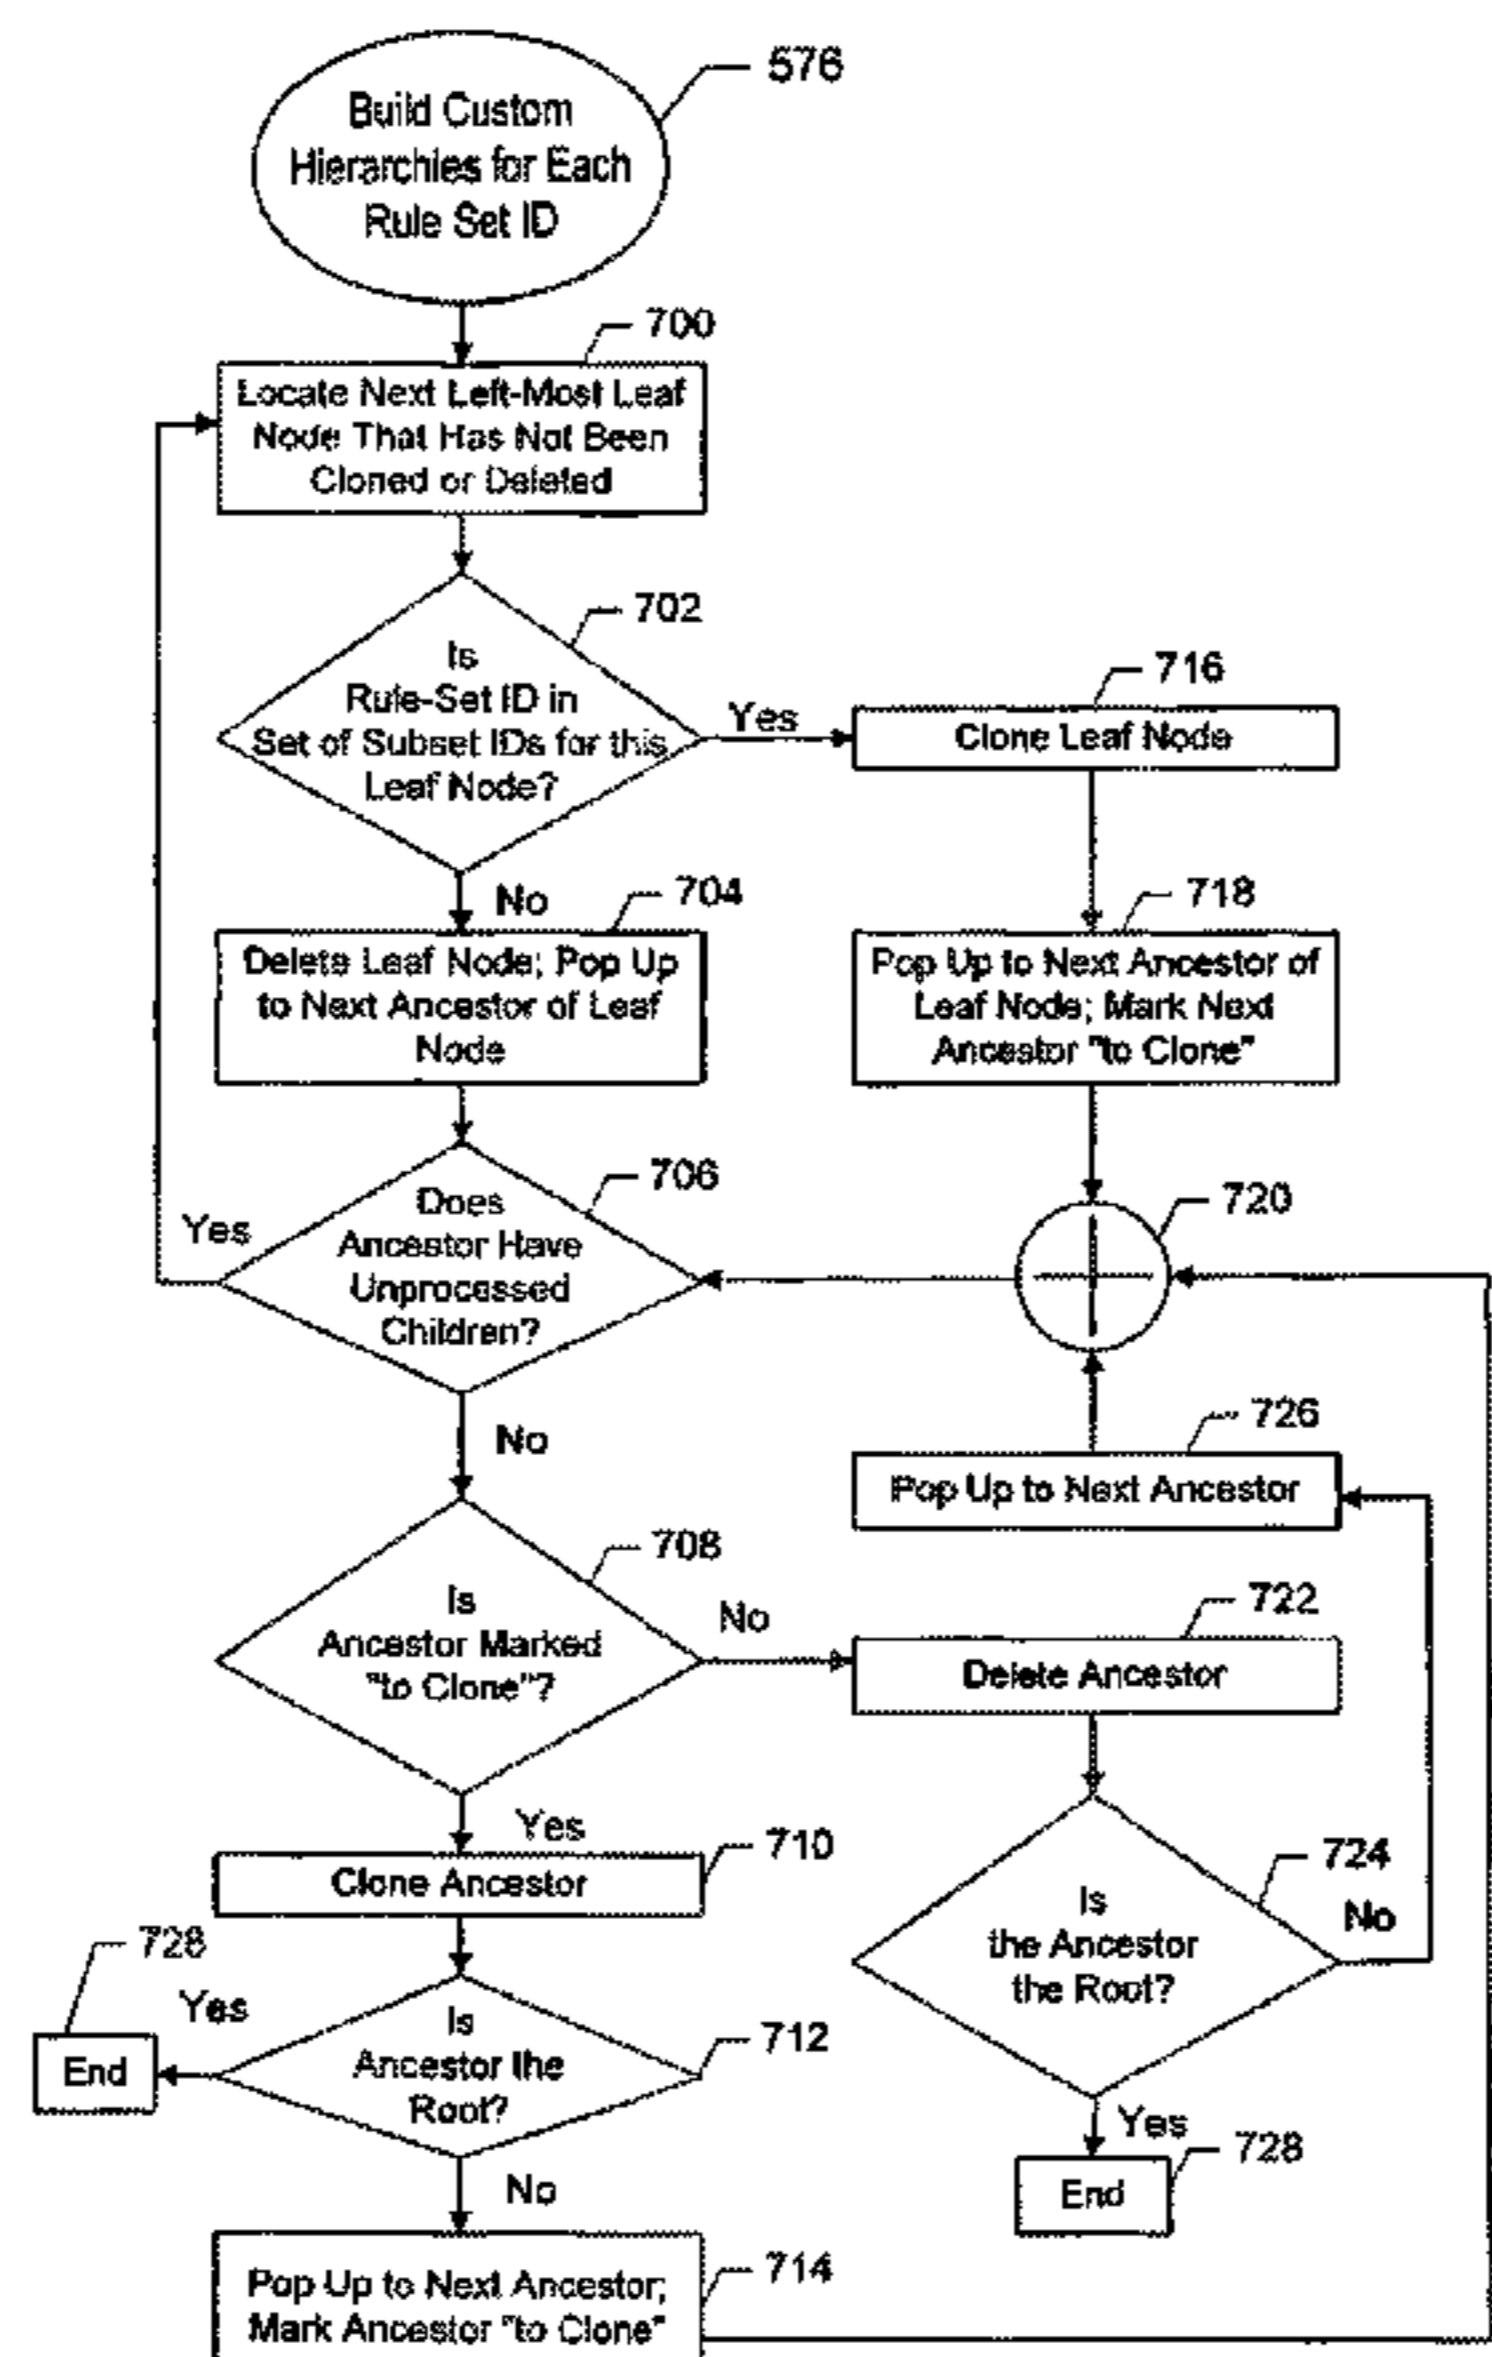 576
Build Custom
Hierarchies for Each
Rule Set ID
700
Locate Next Left-Most Leaf
Node That Has Not Been
Cloned or Deleted
702
Is
Rule-Set ID in
Set of Subset IDs for this
Leaf Node?
Yes
716
Clone Leaf Node
No
704
Delete Leaf Node; Pop Up
to Next Ancestor of Leaf
Node
718
Pop Up to Next Ancestor of
Leaf Node; Mark Next
Ancestor "to Clone"
706
Does
Ancestor Have
Unprocessed
Children?
Yes
720
No
726
Pop Up to Next Ancestor
708
Is
Ancestor Marked
"to Clone"?
No
722
Delete Ancestor
Yes
710
Clone Ancestor
724
Is
the Ancestor
the Root?
No
728
Yes
End
Is
Ancestor the
Root?
712
Yes
728
End
No
714
Pop Up to Next Ancestor;
Mark Ancestor "to Clone"